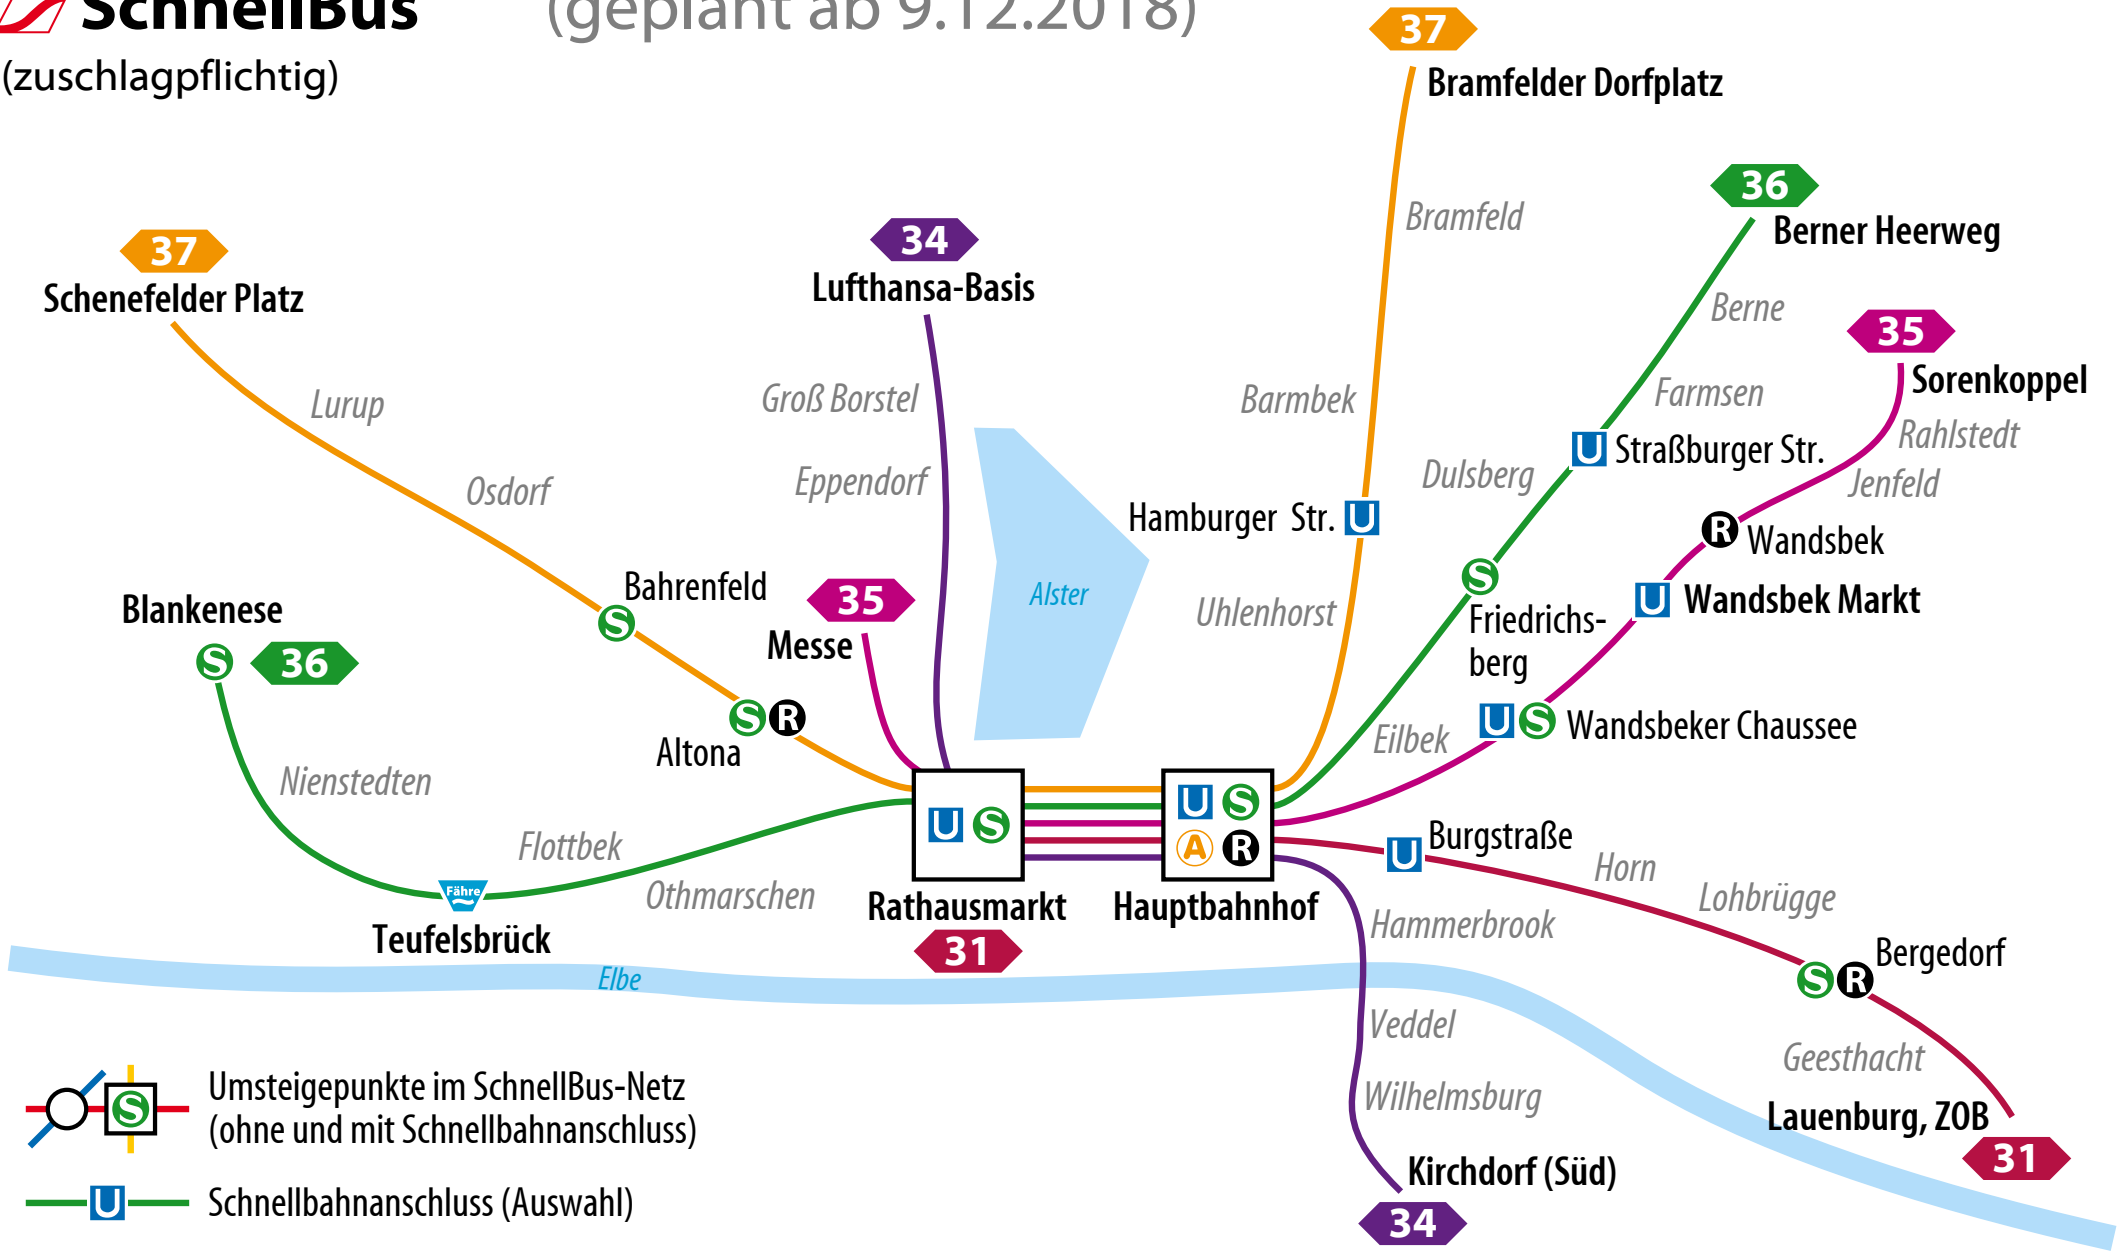 SchnellBus (geplant ab 9.12.2018)
(zuschlagpflichtig)
37
Bramfelder Dorfplatz
36
Berner Heerweg
Bramfeld
37
Schenefelder Platz
34
Lufthansa-Basis
Berne
35
Sorenkoppel
Lurup
Groß Borstel
Barmbek
Farmsen
Rahlstedt
Osdorf
Eppendorf
Dulsberg
U Straßburger Str.
Jenfeld
Hamburger Str. U
R Wandsbek
Bahrenfeld
S
35
Messe
Alster
Uhlenhorst
S
Friedrichs-
berg
U Wandsbek Markt
Blankenese
S 36
S R
Altona
Eilbek
U S Wandsbeker Chaussee
Nienstedten
Flottbek
Othmarschen
Fähre
Teufelsbrück
U S
Rathausmarkt
31
U S
A R
Hauptbahnhof
U Burgstraße
Horn
Lohbrügge
Hammerbrook
Bergedorf
S R
Elbe
Veddel
Geesthacht
Wilhelmsburg
Lauenburg, ZOB
31
Kirchdorf (Süd)
34
S
Umsteigepunkte im SchnellBus-Netz
(ohne und mit Schnellbahnanschluss)
U Schnellbahnanschluss (Auswahl)